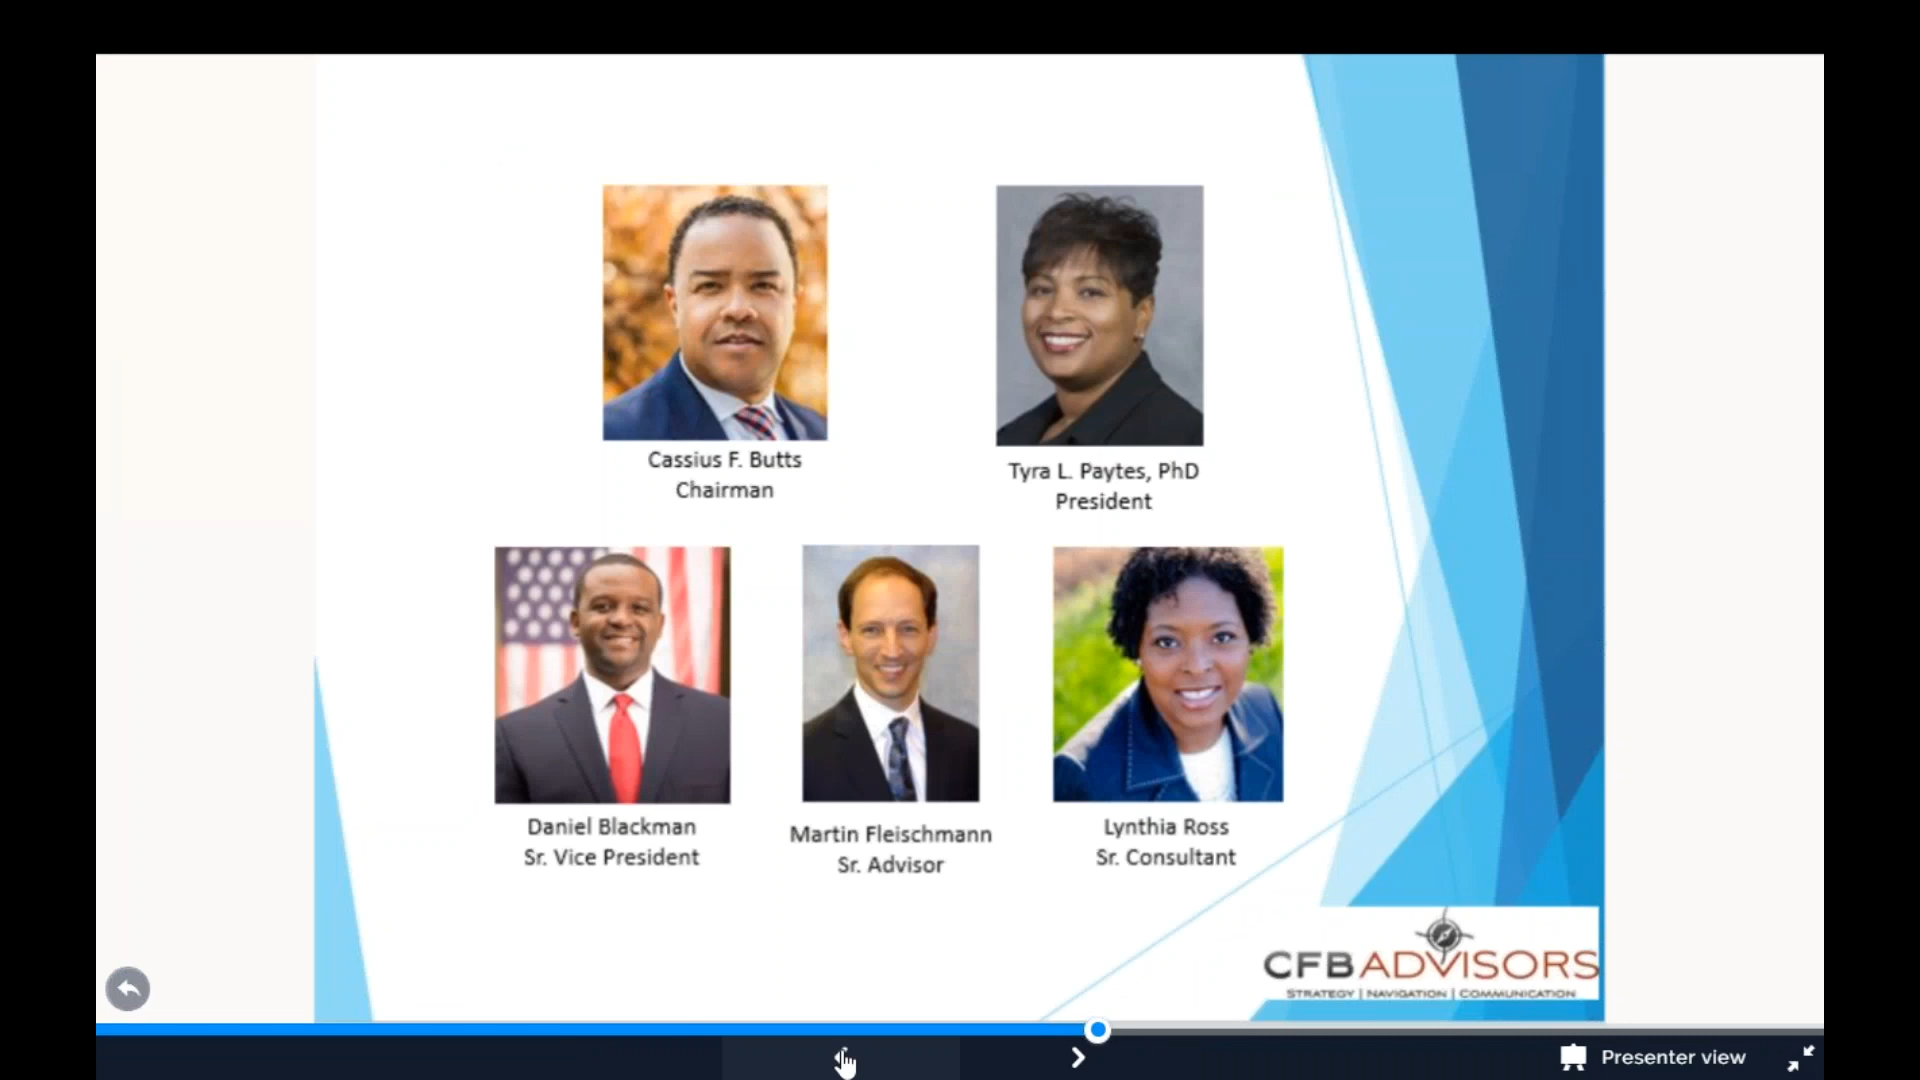 Cassius F. Butts
Chairman
Tyra L. Paytes, PhD
President
Daniel Blackman
Sr. Vice President
Martin Fleischmann
Sr. Advisor
Lynthia Ross
Sr. Consultant
CFBADVISORS
STRATEGY | NAVIGATION | COMMUNICATION
Presenter view